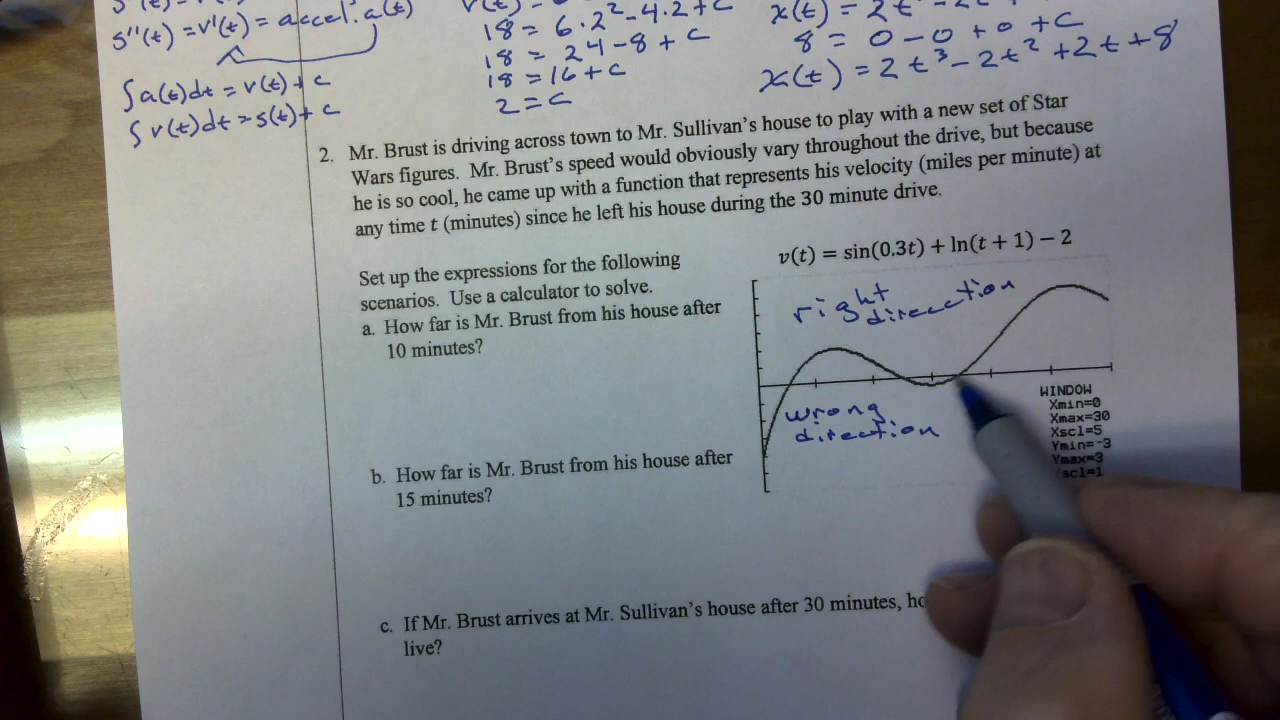 s''(t) = v'(t) = accel. a(t)
∫a(t)dt = v(t) + c
∫v(t)dt = s(t) + c
18 = 6·2² - 4·2 + c
18 = 24 - 8 + c
18 = 16 + c
2 = c
8 = 0 - 0 + 0 + C
x(t) = 2t³ - 2t² + 2t + 8
2. Mr. Brust is driving across town to Mr. Sullivan's house to play with a new set of Star
Wars figures. Mr. Brust's speed would obviously vary throughout the drive, but because
he is so cool, he came up with a function that represents his velocity (miles per minute) at
any time t (minutes) since he left his house during the 30 minute drive.
Set up the expressions for the following
scenarios. Use a calculator to solve.
a. How far is Mr. Brust from his house after
10 minutes?
v(t) = sin(0.3t) + ln(t + 1) − 2
right
direction
wrong
direction
WINDOW
Xmin=0
Xmax=30
Xscl=5
Ymin=-3
Ymax=3
scl=1
b. How far is Mr. Brust from his house after
15 minutes?
c. If Mr. Brust arrives at Mr. Sullivan's house after 30 minutes,
live?